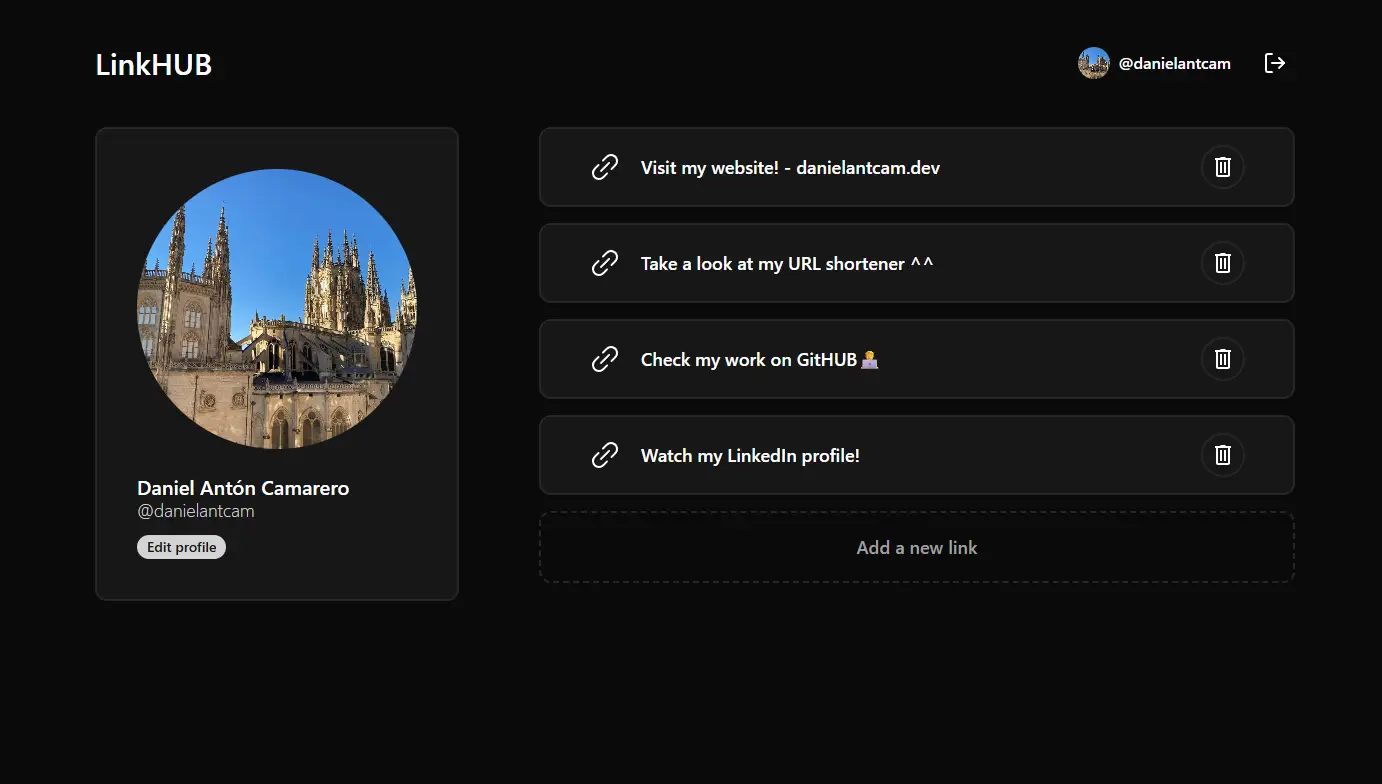 LinkHUB
@danielantcam
Daniel Antón Camarero
@danielantcam
Edit profile
Visit my website! - danielantcam.dev
Take a look at my URL shortener ^^
Check my work on GitHUB🧑‍💻
Watch my LinkedIn profile!
Add a new link